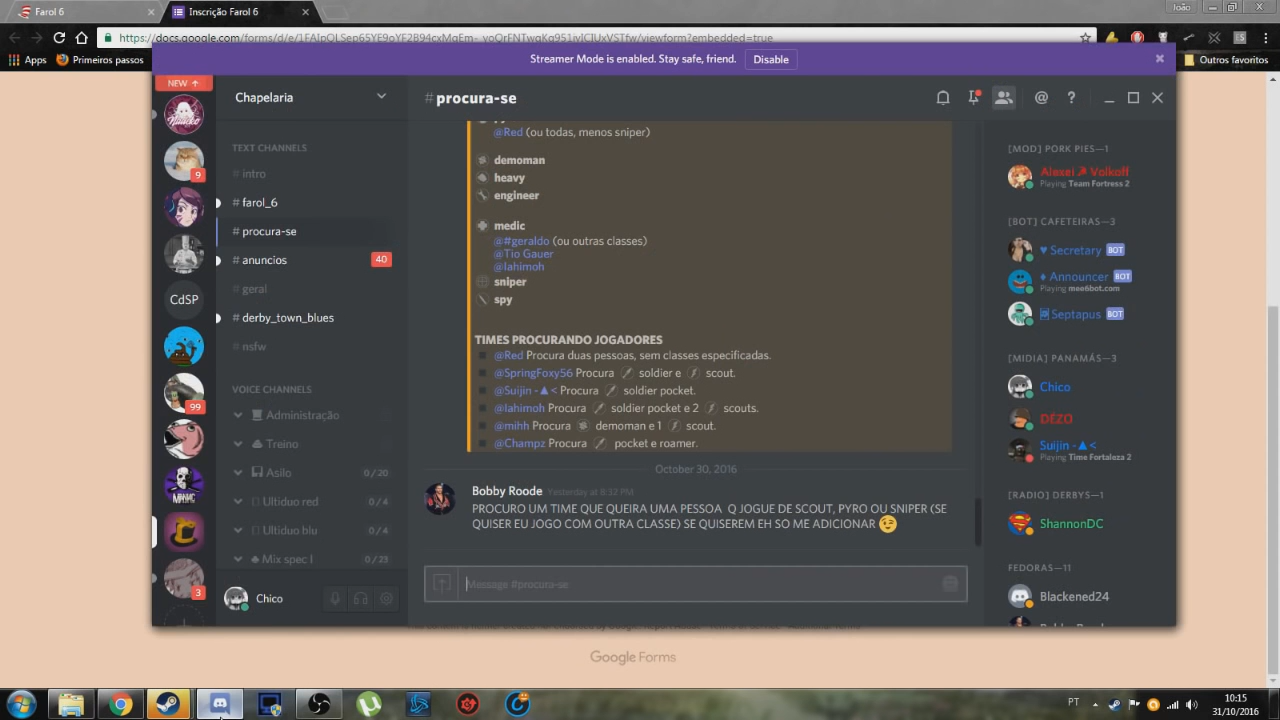 Farol 6
Inscrição Farol 6
João
Apps
Primeiros passos
Outros favoritos
Streamer Mode is enabled. Stay safe, friend.
Disable
NEW ↑
9
CdSP
99
3
Chapelaria
TEXT CHANNELS
# intro
# farol_6
# procura-se
# anuncios
40
# geral
# derby_town_blues
# nsfw
VOICE CHANNELS
Administração
Treino
Asilo 0/20
Ultiduo red 0/4
Ultiduo blu 0/4
Mix spec I 0/23
Chico
#procura-se
@Red (ou todas, menos sniper)
demoman
heavy
engineer
medic
@#geraldo (ou outras classes)
@Tio Gauer
@lahimoh
sniper
spy
TIMES PROCURANDO JOGADORES
@Red Procura duas pessoas, sem classes especificadas.
@SpringFoxy56 Procura soldier e scout.
@Suijin -▲< Procura soldier pocket.
@lahimoh Procura soldier pocket e 2 scouts.
@mihh Procura demoman e 1 scout.
@Champz Procura pocket e roamer.
October 30, 2016
Bobby Roode Yesterday at 8:32 PM
PROCURO UM TIME QUE QUEIRA UMA PESSOA Q JOGUE DE SCOUT, PYRO OU SNIPER (SE
QUISER EU JOGO COM OUTRA CLASSE) SE QUISEREM EH SO ME ADICIONAR 😉
Message #procura-se
[MOD] PORK PIES—1
Alexei ☭ Volkoff
Playing Team Fortress 2
[BOT] CAFETEIRAS—3
♥ Secretary BOT
♦ Announcer BOT
Playing mee6bot.com
Septapus BOT
[MIDIA] PANAMÁS—3
Chico
DÉZO
Suijin -▲<
Playing Time Fortaleza 2
[RADIO] DERBYS—1
ShannonDC
FEDORAS—11
Blackened24
Google Forms
PT
10:15
31/10/2016